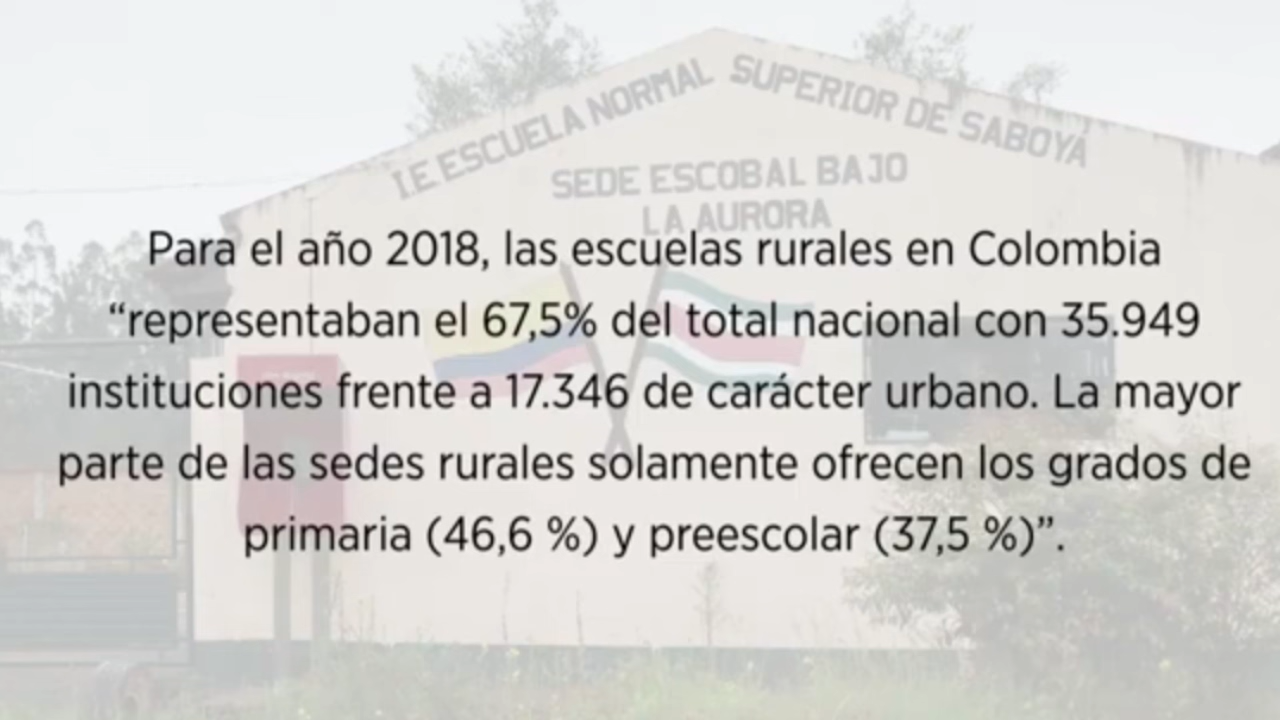 I.E ESCUELA NORMAL SUPERIOR DE SABOYÁ
SEDE ESCOBAL BAJO
LA AURORA
Para el año 2018, las escuelas rurales en Colombia
“representaban el 67,5% del total nacional con 35.949
instituciones frente a 17.346 de carácter urbano. La mayor
parte de las sedes rurales solamente ofrecen los grados de
primaria (46,6 %) y preescolar (37,5 %)”.